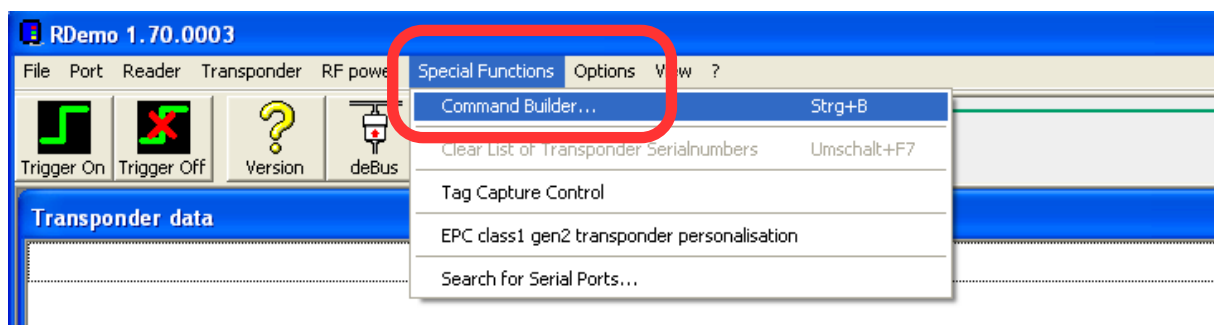 RDemo 1.70.0003
File Port Reader Transponder RF power Special Functions Options View ?
Command Builder... Strg+B
Trigger On Trigger Off Version deBus
Clear List of Transponder Serialnumbers Umschalt+F7
Tag Capture Control
Transponder data
EPC class1 gen2 transponder personalisation
Search for Serial Ports...